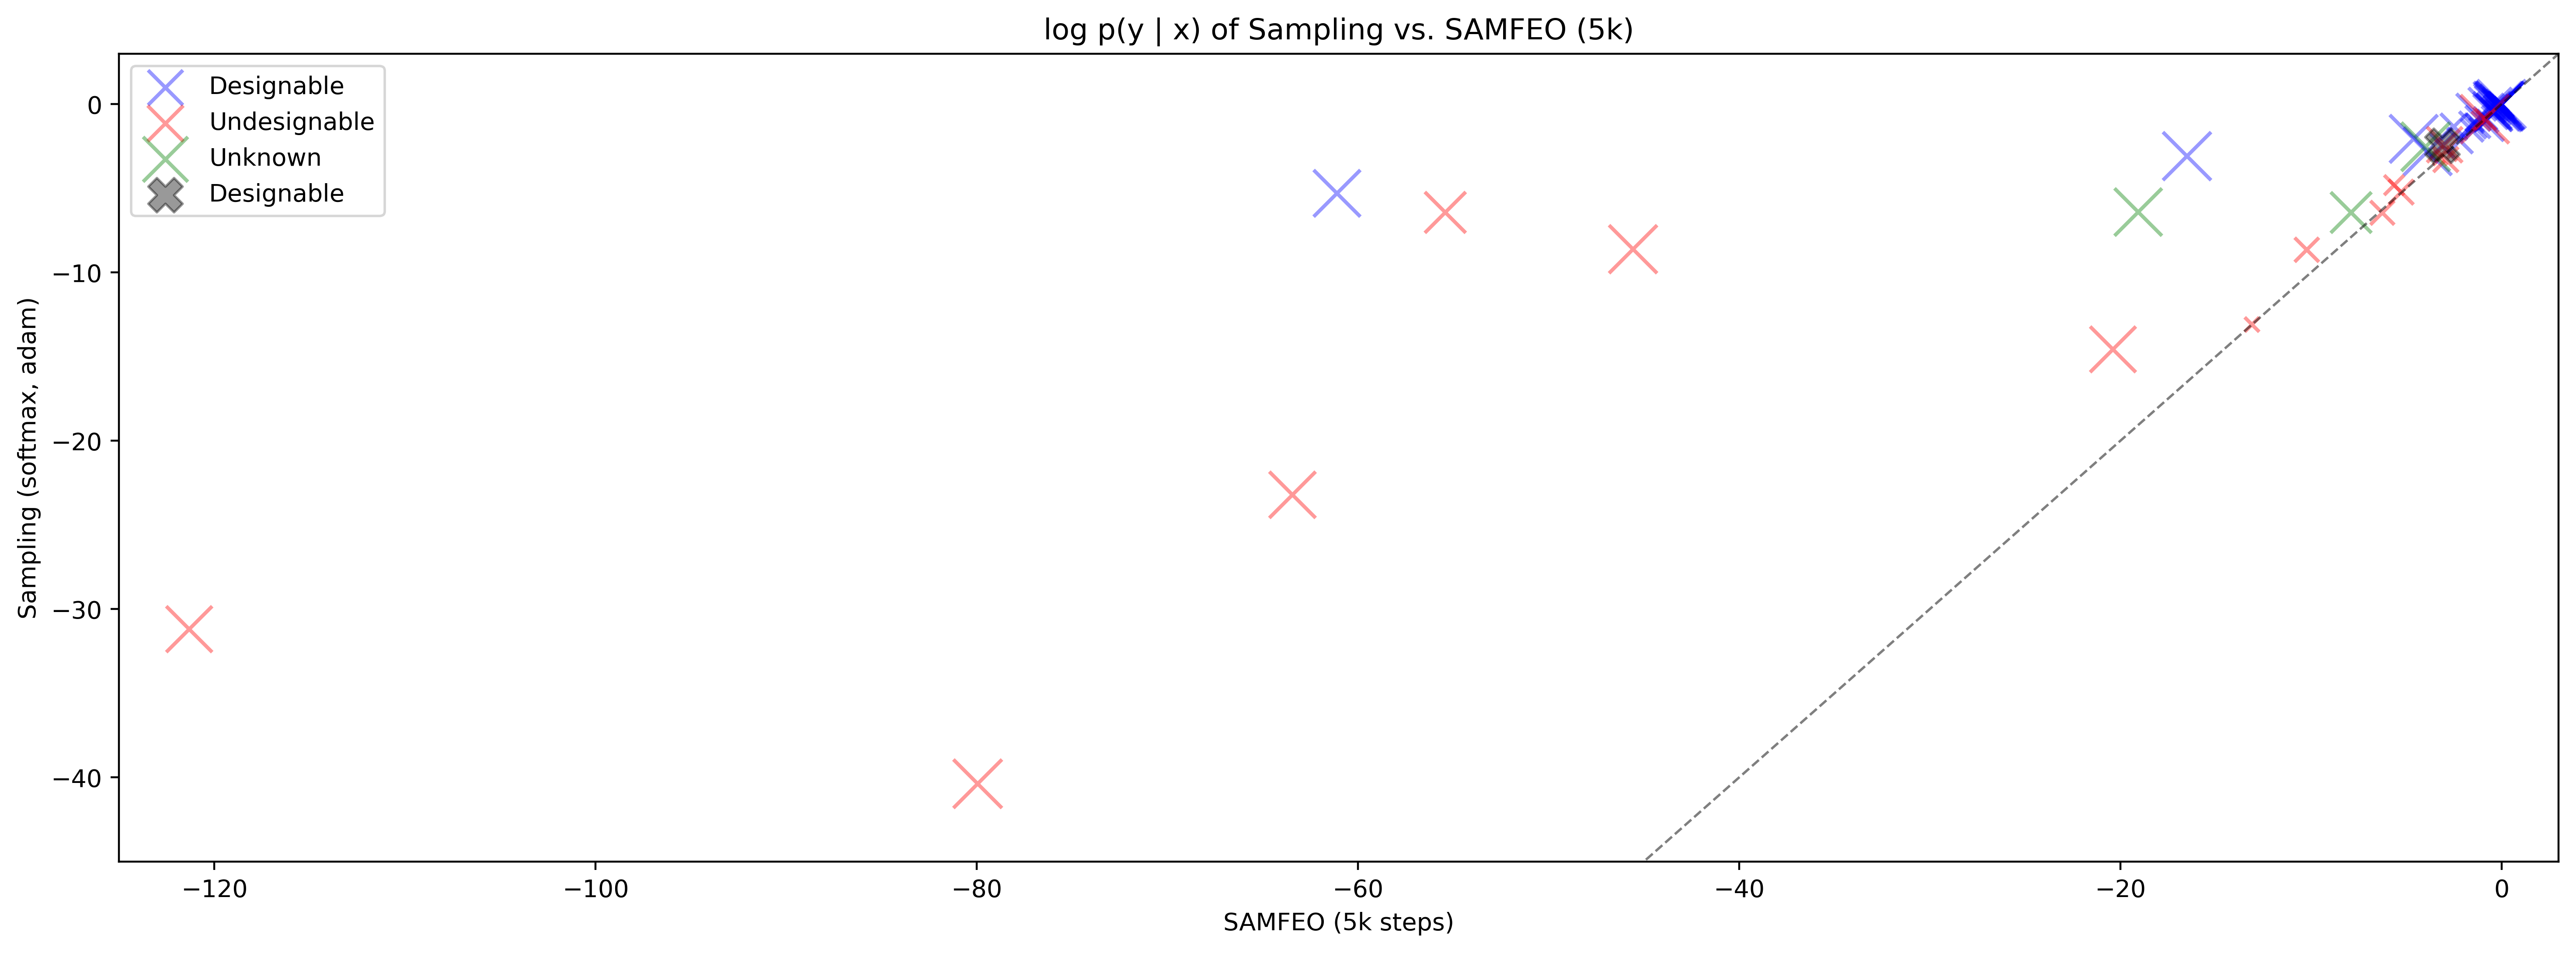 log p(y | x) of Sampling vs. SAMFEO (5k)
Designable
Undesignable
Unknown
Designable
Sampling (softmax, adam)
0
−10
−20
−30
−40
−120
−100
−80
−60
−40
−20
0
SAMFEO (5k steps)